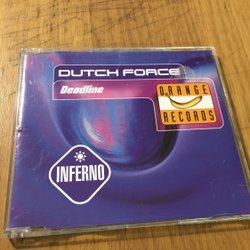 DUTCH FORCE
Deadline
ORANGE
RECORDS
INFERNO